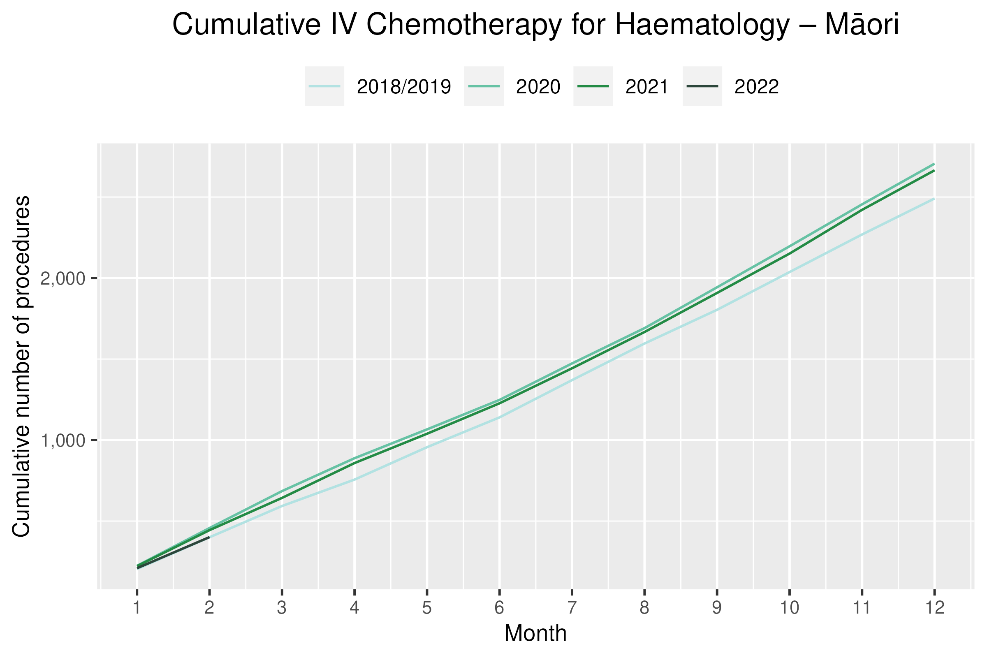 Cumulative IV Chemotherapy for Haematology – Māori
2018/2019 2020 2021 2022
Cumulative number of procedures
2,000
1,000
1 2 3 4 5 6 7 8 9 10 11 12
Month